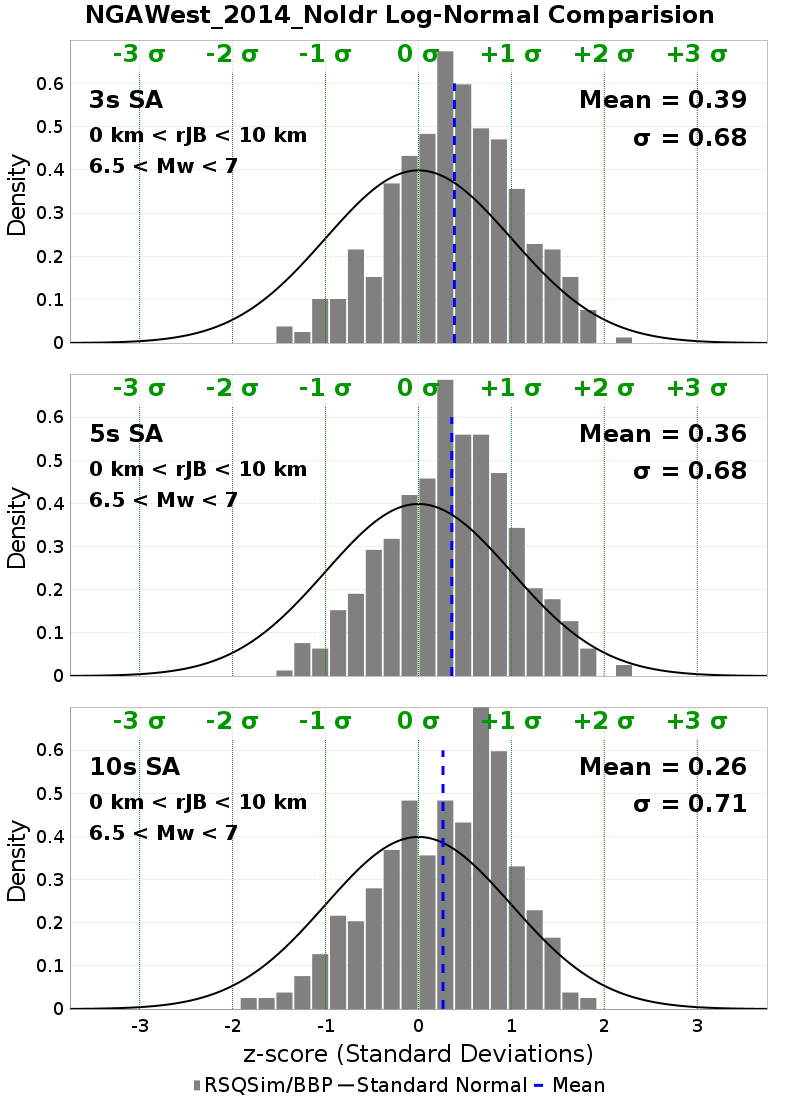 NGAWest_2014_NoIdr Log-Normal Comparision
-3 σ -2 σ -1 σ 0 σ +1 σ +2 σ +3 σ
3s SA
Mean = 0.39
0 km < rJB < 10 km
σ = 0.68
6.5 < Mw < 7
Density
0.6
0.5
0.4
0.3
0.2
0.1
0
-3 σ -2 σ -1 σ 0 σ +1 σ +2 σ +3 σ
5s SA
Mean = 0.36
0 km < rJB < 10 km
σ = 0.68
6.5 < Mw < 7
Density
0.6
0.5
0.4
0.3
0.2
0.1
0
-3 σ -2 σ -1 σ 0 σ +1 σ +2 σ +3 σ
10s SA
Mean = 0.26
0 km < rJB < 10 km
σ = 0.71
6.5 < Mw < 7
Density
0.6
0.5
0.4
0.3
0.2
0.1
0
-3 -2 -1 0 1 2 3
z-score (Standard Deviations)
RSQSim/BBP Standard Normal Mean